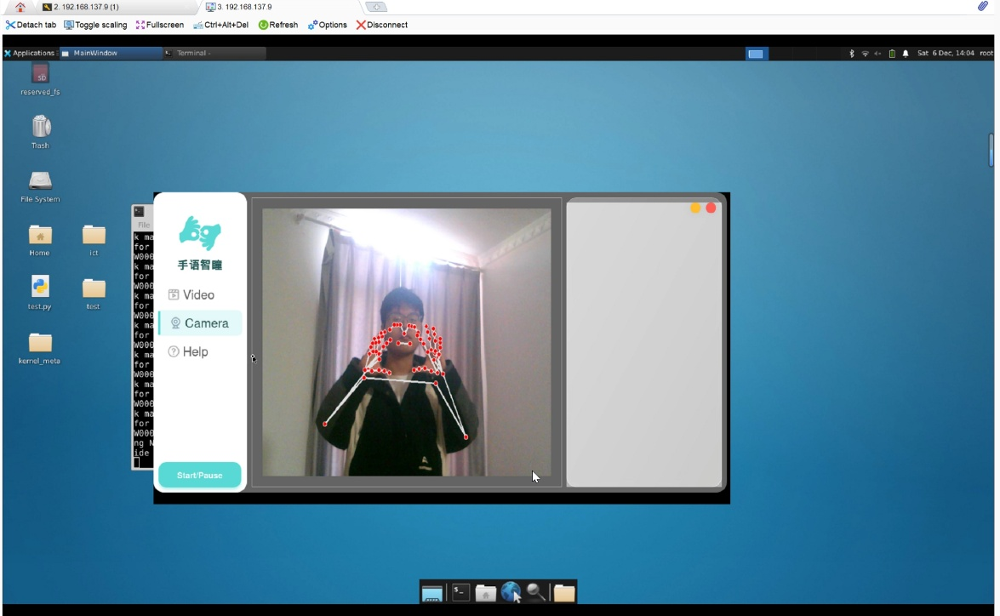 2. 192.168.137.9 (1)
3. 192.168.137.9
Detach tab
Toggle scaling
Fullscreen
Ctrl+Alt+Del
Refresh
Options
Disconnect
Applications
MainWindow
Terminal -
Sat 6 Dec, 14:04
root
sb
reserved_fs
Trash
File System
Home
ict
test.py
test
kernel_meta
File
k ma
for
W000
k ma
for
W000
k ma
for
W000
k ma
for
W000
k ma
for
W000
k ma
for
W000
k ma
for
W000
ng N
ide
手语智瞳
Video
Camera
Help
Start/Pause